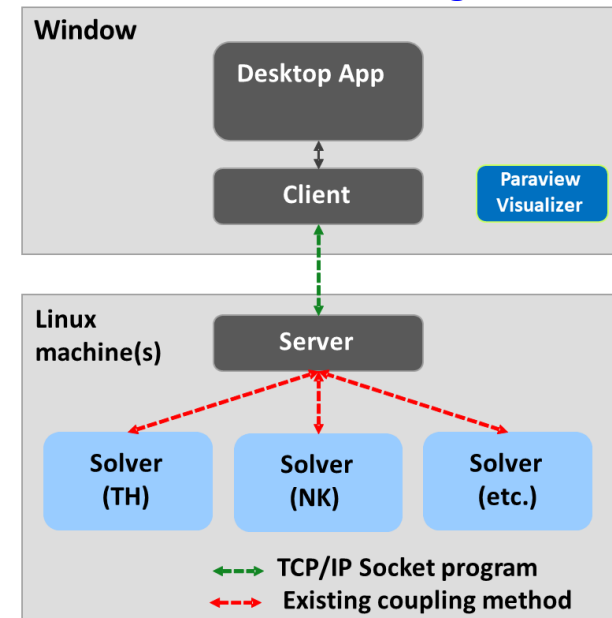 Window
Desktop App
Client
Paraview
Visualizer
Linux
machine(s)
Server
Solver
(TH)
Solver
(NK)
Solver
(etc.)
TCP/IP Socket program
Existing coupling method